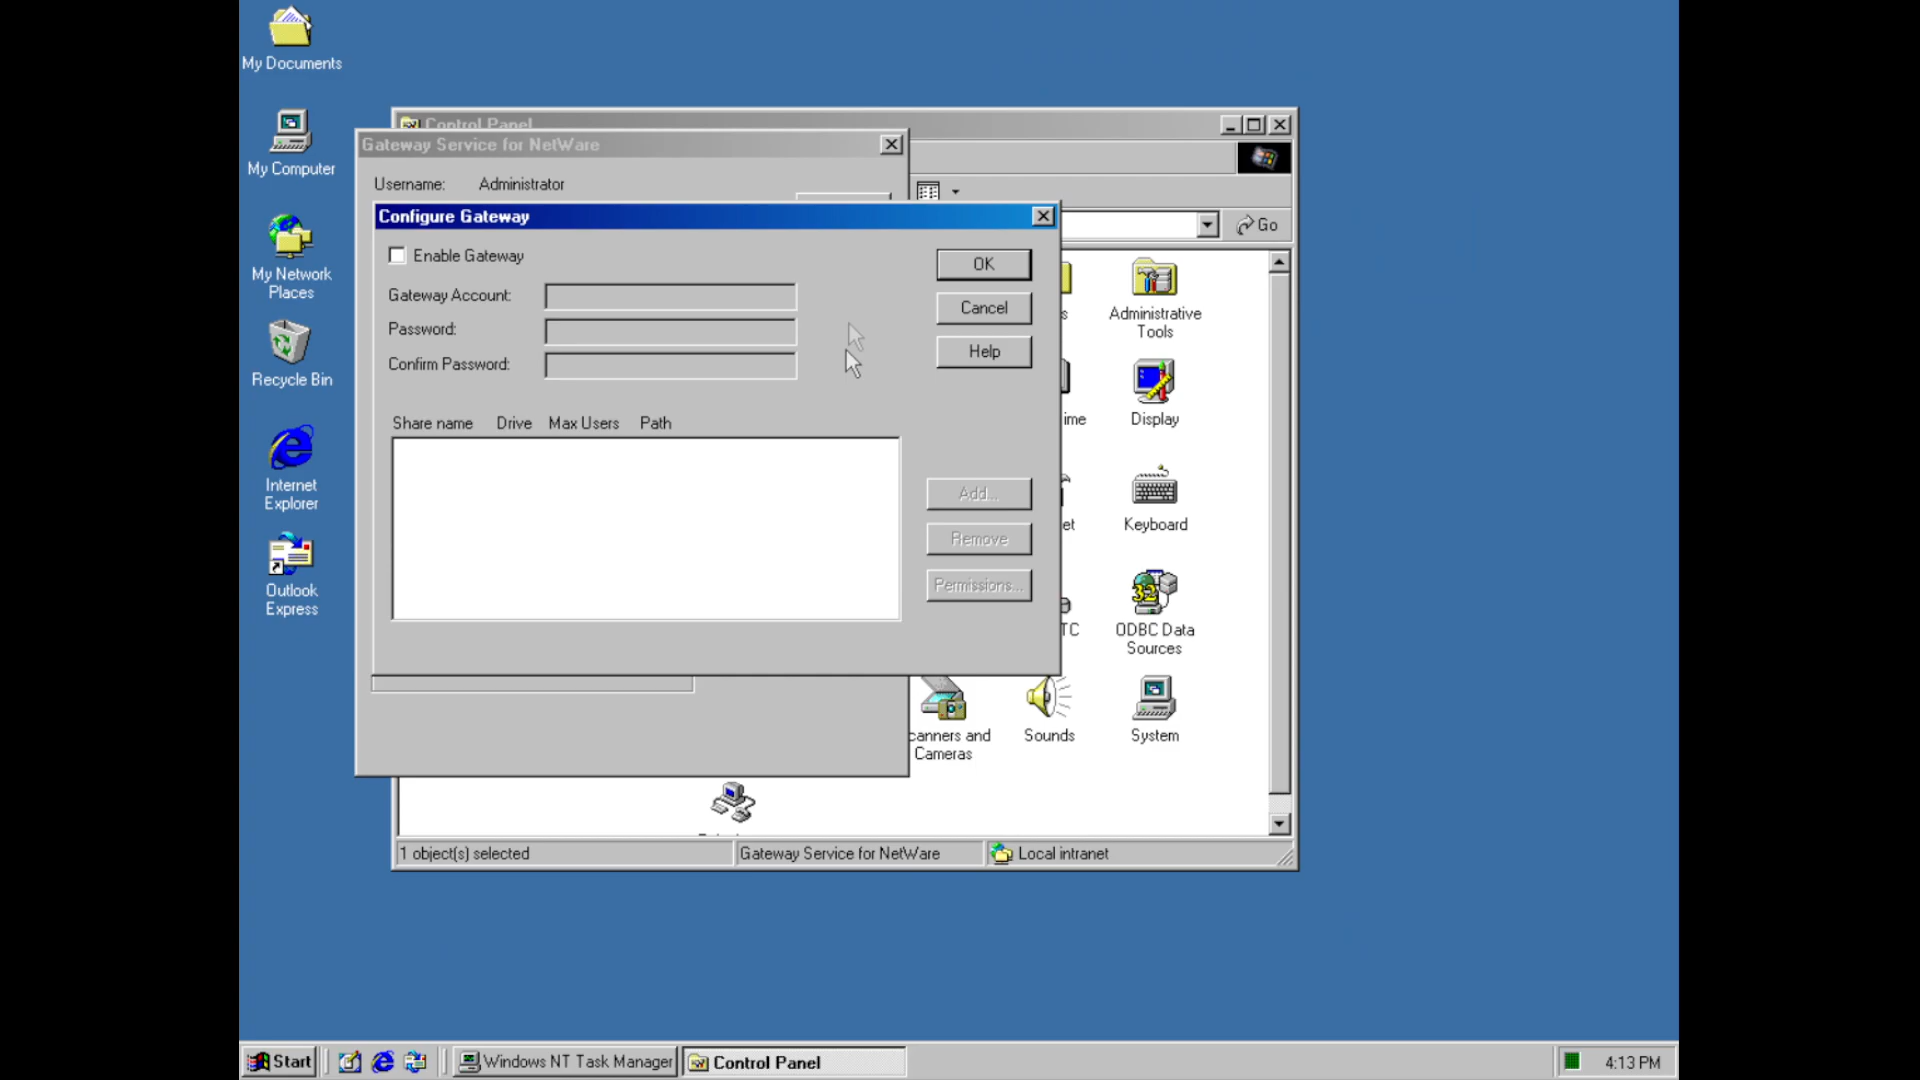 My Documents
My Computer
My Network
Places
Recycle Bin
Internet
Explorer
Outlook
Express
Control Panel
Gateway Service for NetWare
Username: Administrator
Go
Configure Gateway
Enable Gateway
Gateway Account:
Password:
Confirm Password:
OK
Cancel
Help
Share name Drive Max Users Path
Add...
Remove
Permissions...
s
Administrative
Tools
ime
Display
et
Keyboard
TC
ODBC Data
Sources
canners and
Cameras
Sounds
System
1 object(s) selected
Gateway Service for NetWare
Local intranet
Start
Windows NT Task Manager
Control Panel
4:13 PM